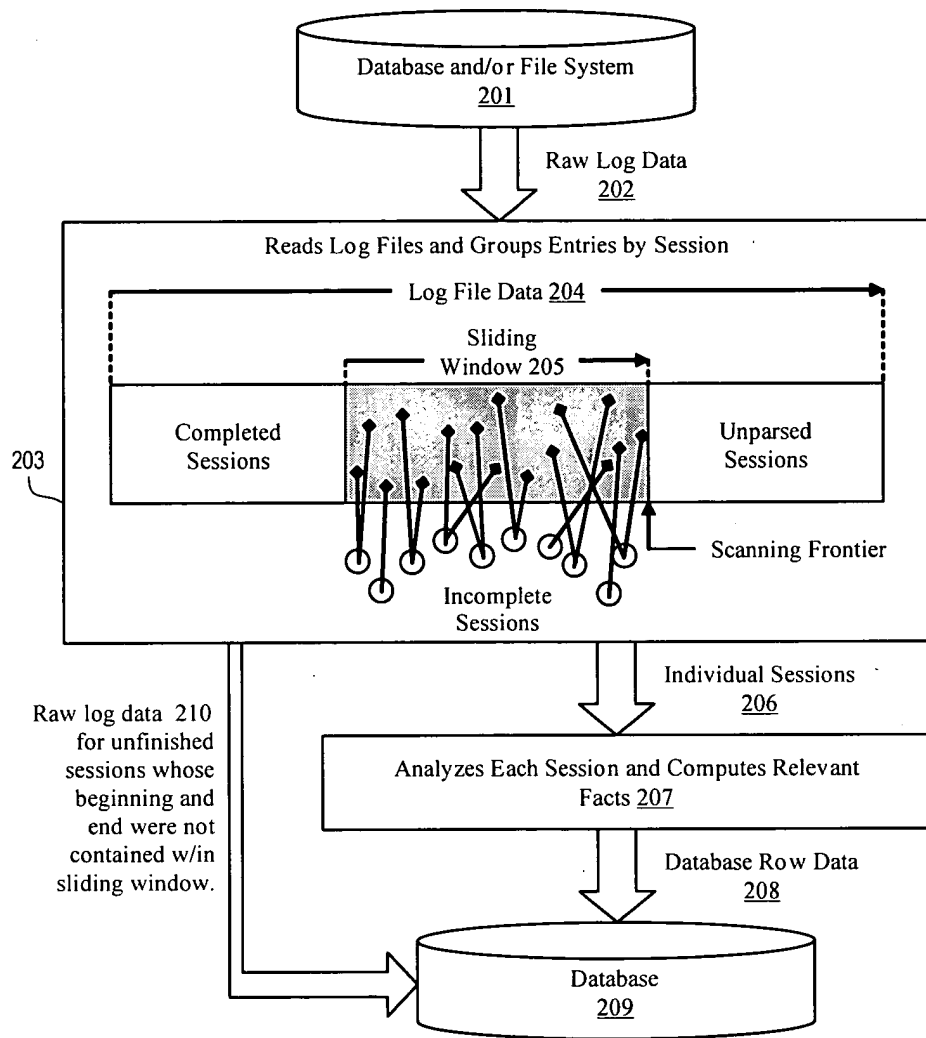 Database and/or File System
201
Raw Log Data
202
Reads Log Files and Groups Entries by Session
Log File Data 204
Sliding
Window 205
Completed
Sessions
Unparsed
Sessions
203
Scanning Frontier
Incomplete
Sessions
Individual Sessions
206
Raw log data 210
for unfinished
sessions whose
beginning and
end were not
contained w/in
sliding window.
Analyzes Each Session and Computes Relevant
Facts 207
Database Row Data
208
Database
209